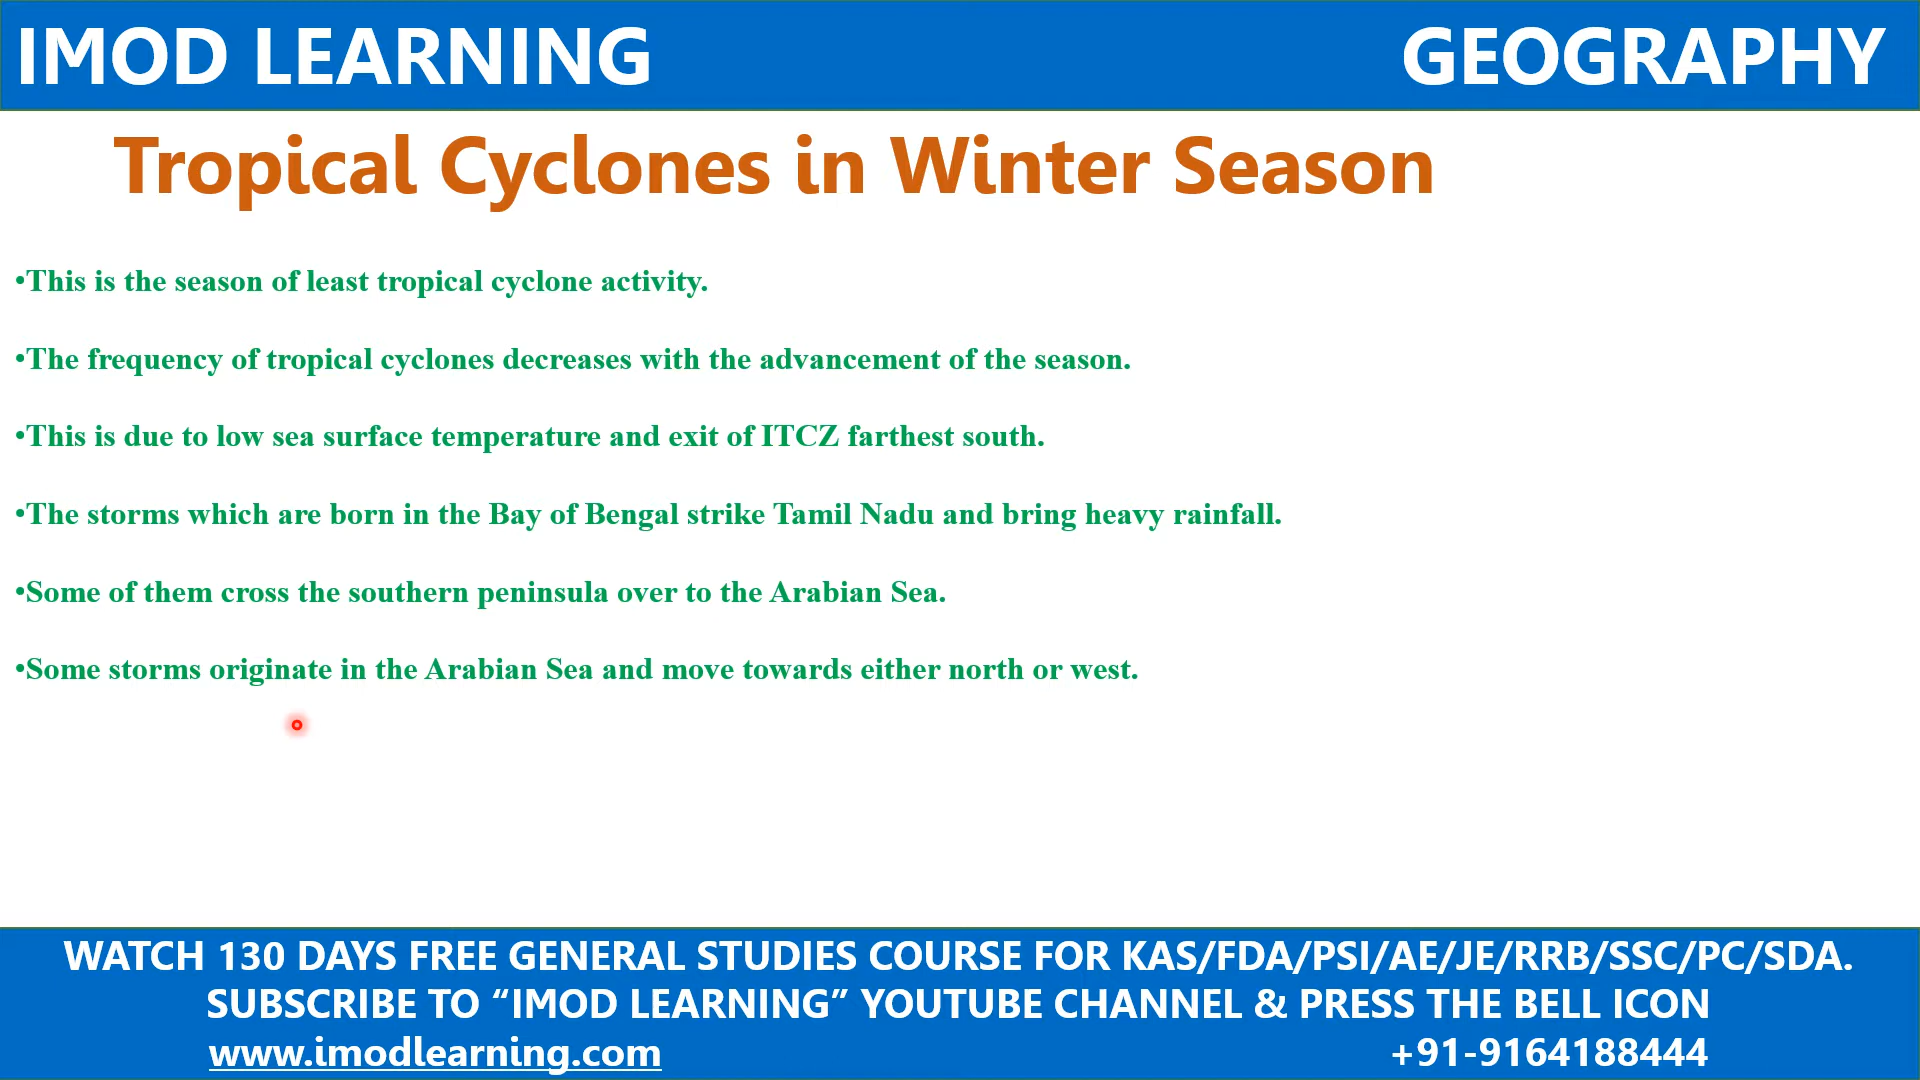 IMOD LEARNING GEOGRAPHY
Tropical Cyclones in Winter Season
•This is the season of least tropical cyclone activity.
•The frequency of tropical cyclones decreases with the advancement of the season.
•This is due to low sea surface temperature and exit of ITCZ farthest south.
•The storms which are born in the Bay of Bengal strike Tamil Nadu and bring heavy rainfall.
•Some of them cross the southern peninsula over to the Arabian Sea.
•Some storms originate in the Arabian Sea and move towards either north or west.
WATCH 130 DAYS FREE GENERAL STUDIES COURSE FOR KAS/FDA/PSI/AE/JE/RRB/SSC/PC/SDA.
SUBSCRIBE TO “IMOD LEARNING” YOUTUBE CHANNEL & PRESS THE BELL ICON
www.imodlearning.com +91-9164188444